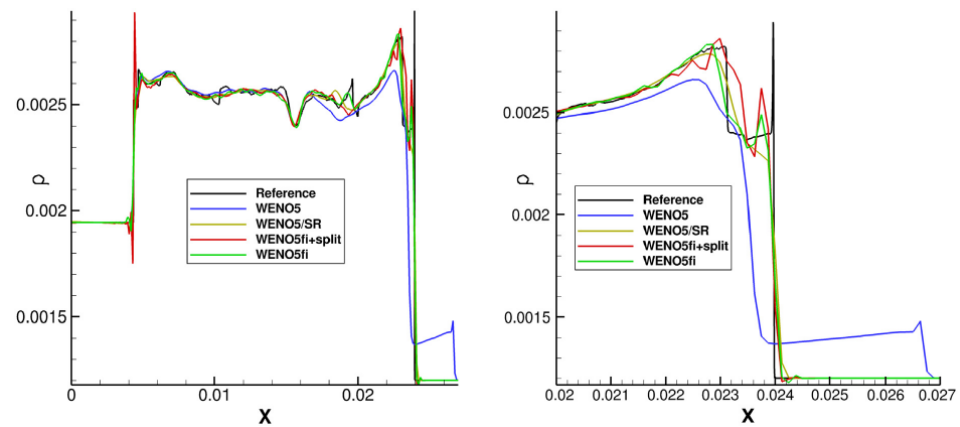 ρ
0.0025
0.002
0.0015
Reference
WENO5
WENO5/SR
WENO5fi+split
WENO5fi
0
0.01
0.02
X
ρ
0.0025
0.002
0.0015
Reference
WENO5
WENO5/SR
WENO5fi+split
WENO5fi
0.02
0.021
0.022
0.023
0.024
0.025
0.026
0.027
X